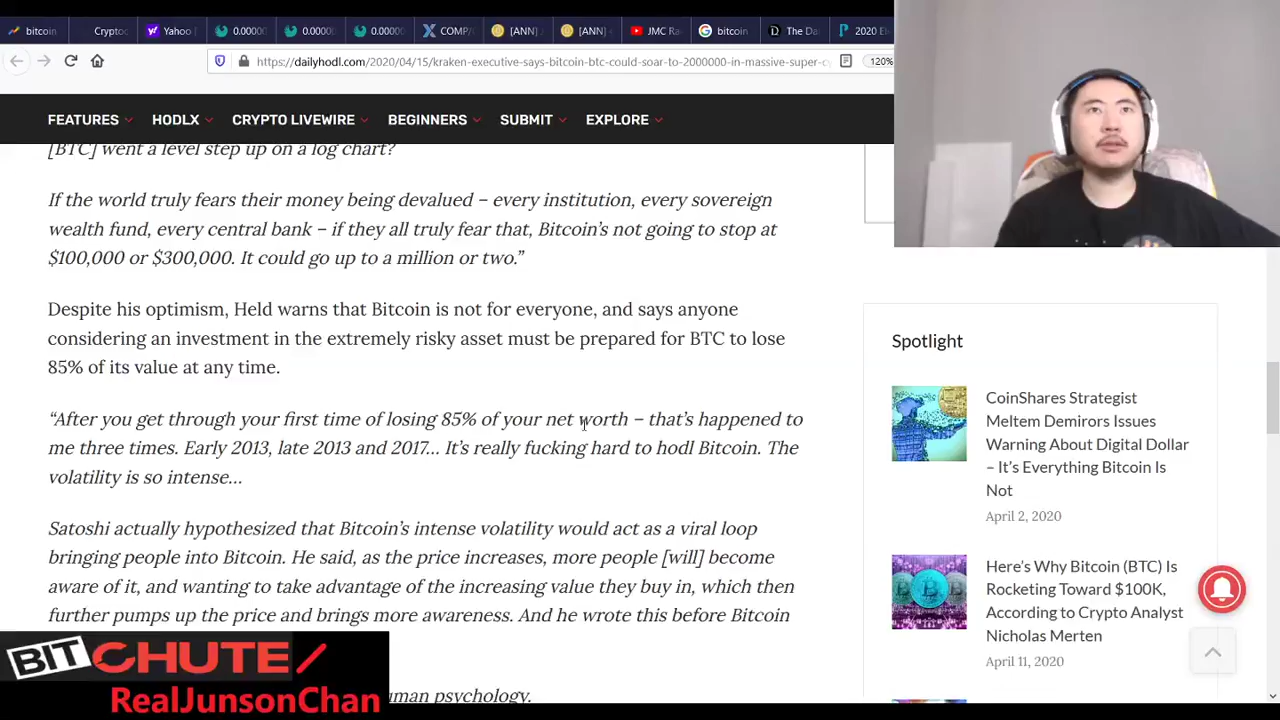 bitcoin
Cryptoc
Yahoo
0.00000
0.0000
0.0000
COMP/
[ANN]
[ANN]
JMC Ra
bitcoin
The Da
2020 El
https://dailyhodl.com/2020/04/15/kraken-executive-says-bitcoin-btc-could-soar-to-2000000-in-massive-super-c
120%
FEATURES
HODLX
CRYPTO LIVEWIRE
BEGINNERS
SUBMIT
EXPLORE
[BTC] went a level step up on a log chart?
If the world truly fears their money being devalued – every institution, every sovereign
wealth fund, every central bank – if they all truly fear that, Bitcoin's not going to stop at
$100,000 or $300,000. It could go up to a million or two.”
Despite his optimism, Held warns that Bitcoin is not for everyone, and says anyone
considering an investment in the extremely risky asset must be prepared for BTC to lose
85% of its value at any time.
“After you get through your first time of losing 85% of your net worth – that's happened to
me three times. Early 2013, late 2013 and 2017… It's really fucking hard to hodl Bitcoin. The
volatility is so intense…
Satoshi actually hypothesized that Bitcoin's intense volatility would act as a viral loop
bringing people into Bitcoin. He said, as the price increases, more people [will] become
aware of it, and wanting to take advantage of the increasing value they buy in, which then
further pumps up the price and brings more awareness. And he wrote this before Bitcoin
uman psychology.
Spotlight
CoinShares Strategist
Meltem Demirors Issues
Warning About Digital Dollar
– It's Everything Bitcoin Is
Not
April 2, 2020
Here's Why Bitcoin (BTC) Is
Rocketing Toward $100K,
According to Crypto Analyst
Nicholas Merten
April 11, 2020
BITCHUTE/
RealJunsonChan